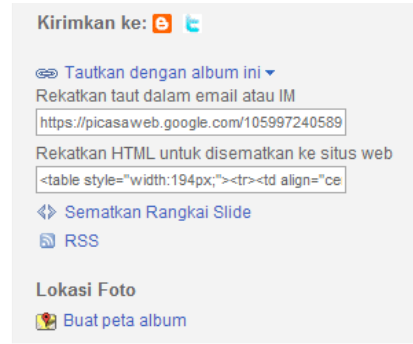 Kirimkan ke:
Tautkan dengan album ini
Rekatkan taut dalam email atau IM
https://picasaweb.google.com/105997240589
Rekatkan HTML untuk disematkan ke situs web
<table style="width:194px;"><tr><td align="ce
Sematkan Rangkai Slide
RSS
Lokasi Foto
Buat peta album